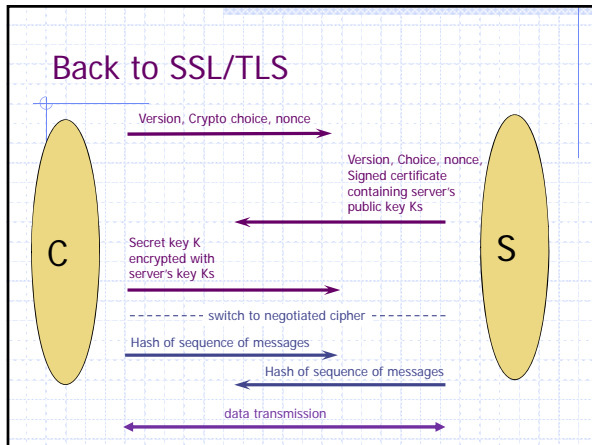 Back to SSL/TLS
Version, Crypto choice, nonce
Version, Choice, nonce,
Signed certificate
containing server's
public key Ks
C
S
Secret key K
encrypted with
server's key Ks
switch to negotiated cipher
Hash of sequence of messages
Hash of sequence of messages
data transmission